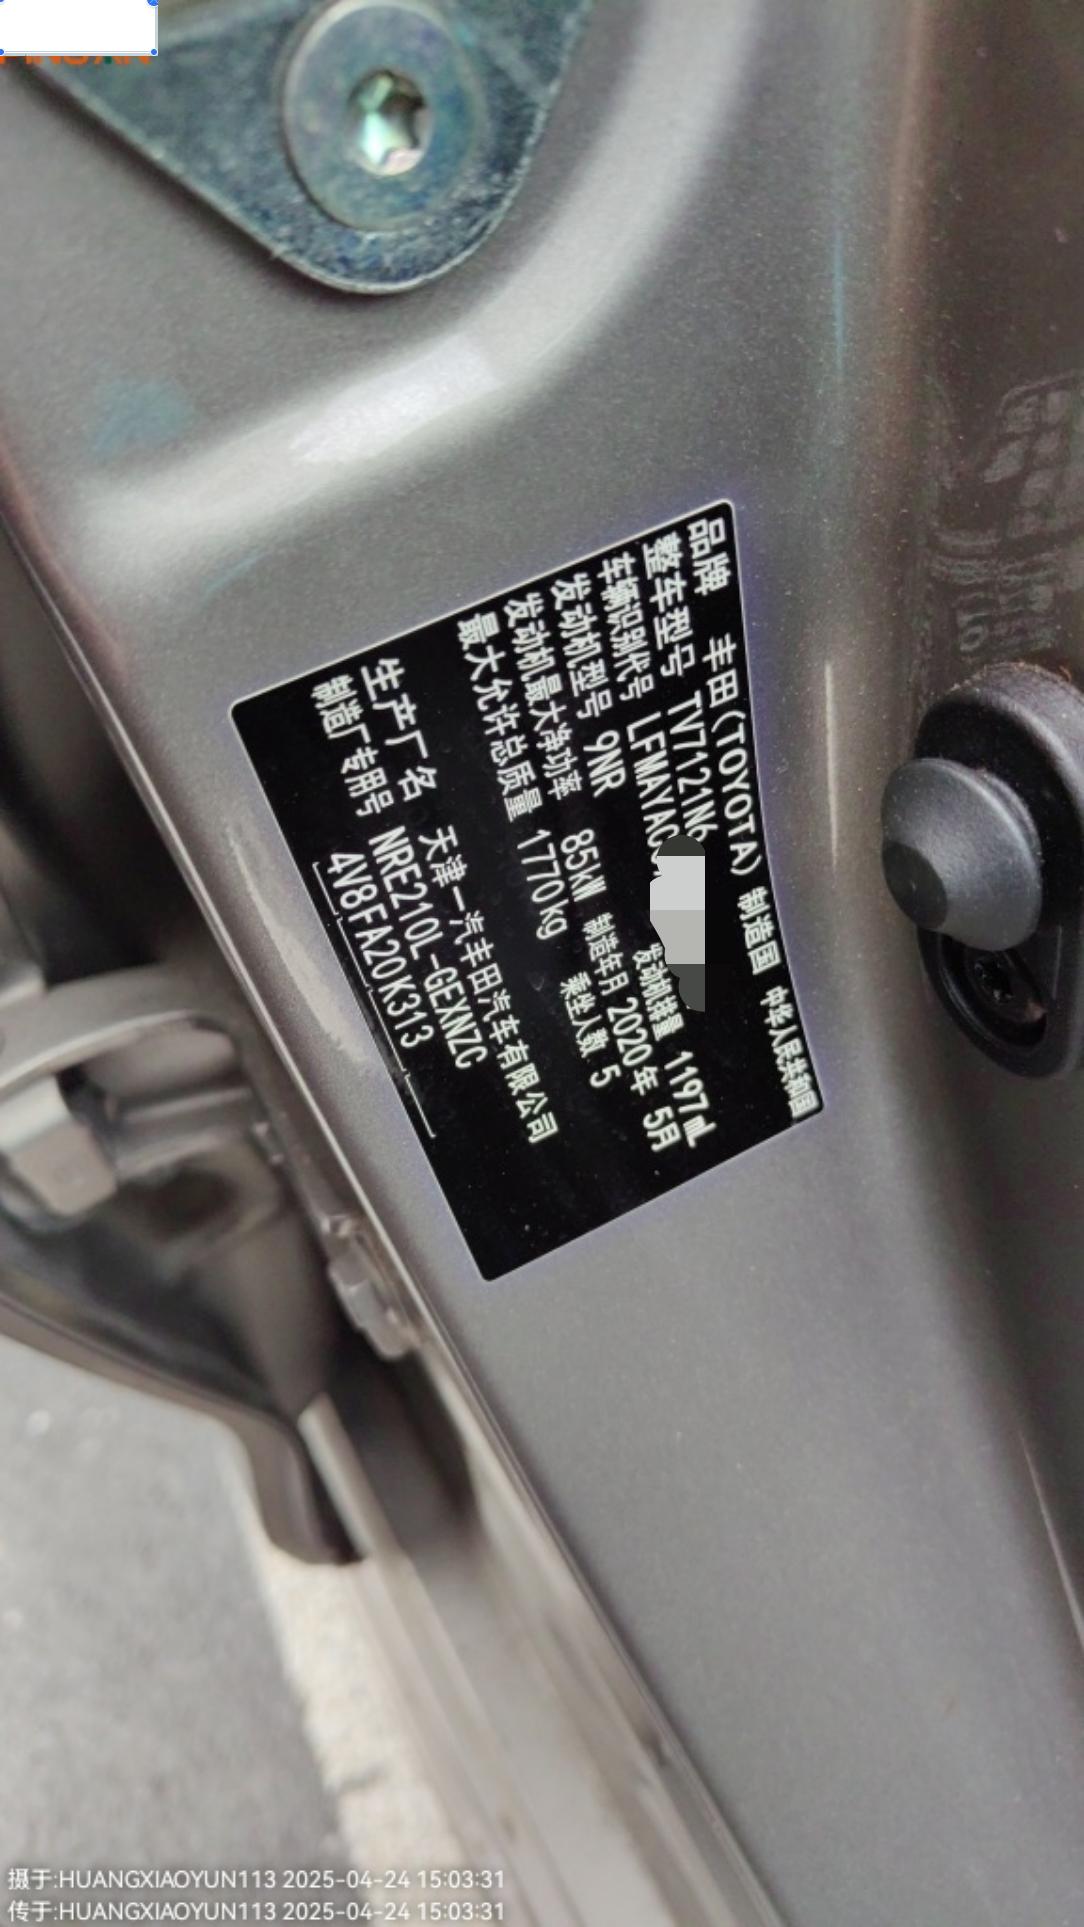 品牌 丰田(TOYOTA) 制造国 中华人民共和国
整车型号 TV7121N6
车辆识别代号 LFMAYAC 发动机排量 1197mL
发动机型号 9NR 制造年月 2020年 5月
发动机最大净功率 85kW 乘坐人数 5
最大允许总质量 1770kg
生产厂名 天津一汽丰田汽车有限公司
制造厂专用号 NRE210L-GEXNZC
4V8FA20K313
摄于:HUANGXIAOYUN113 2025-04-24 15:03:31
传于:HUANGXIAOYUN113 2025-04-24 15:03:31